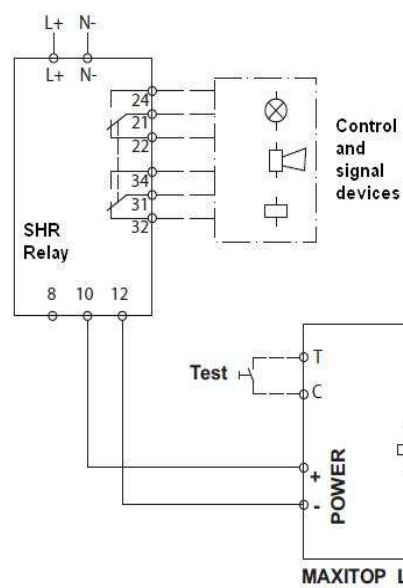 L+ N-
L+ N-
24
21
22
34
31
32
Control
and
signal
devices
SHR
Relay
8 10 12
Test
T
C
+
-
POWER
MAXITOP